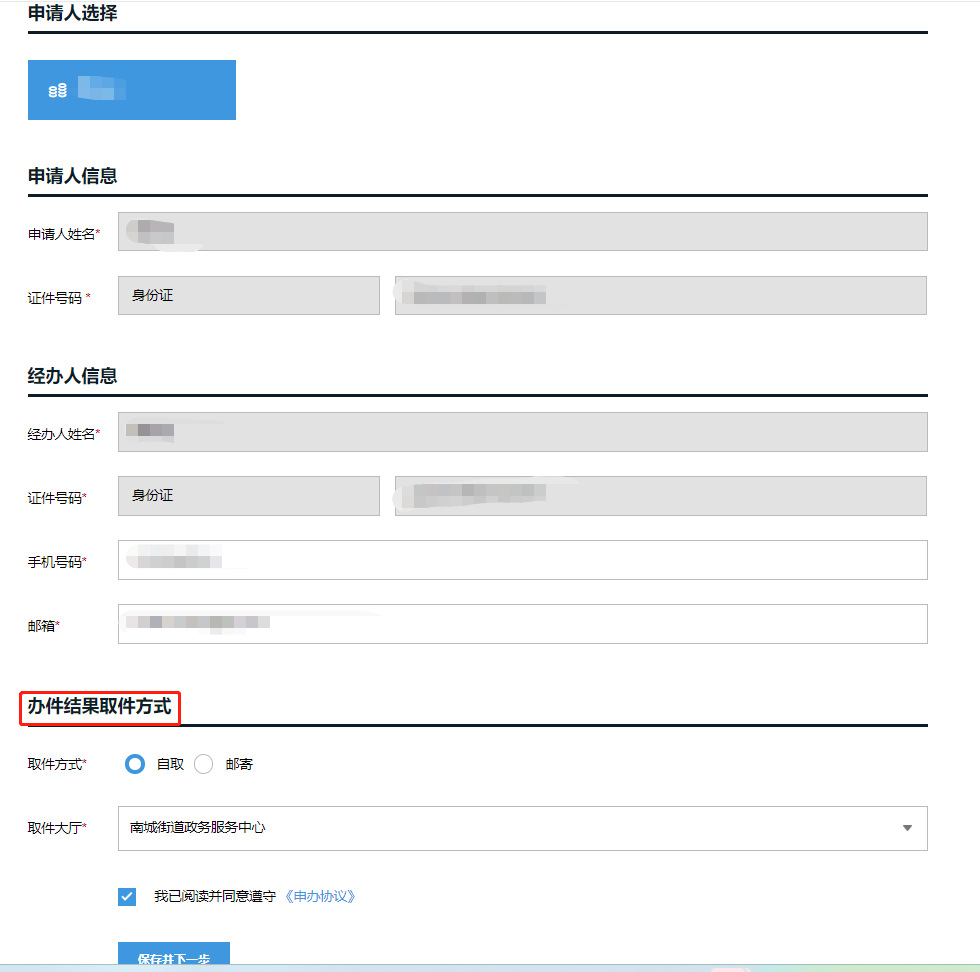 申请人选择
申请人信息
申请人姓名*
证件号码 * 身份证
经办人信息
经办人姓名*
证件号码* 身份证
手机号码*
邮箱*
办件结果取件方式
取件方式* 自取 邮寄
取件大厅* 南城街道政务服务中心
我已阅读并同意遵守 《申办协议》
保存并下一步